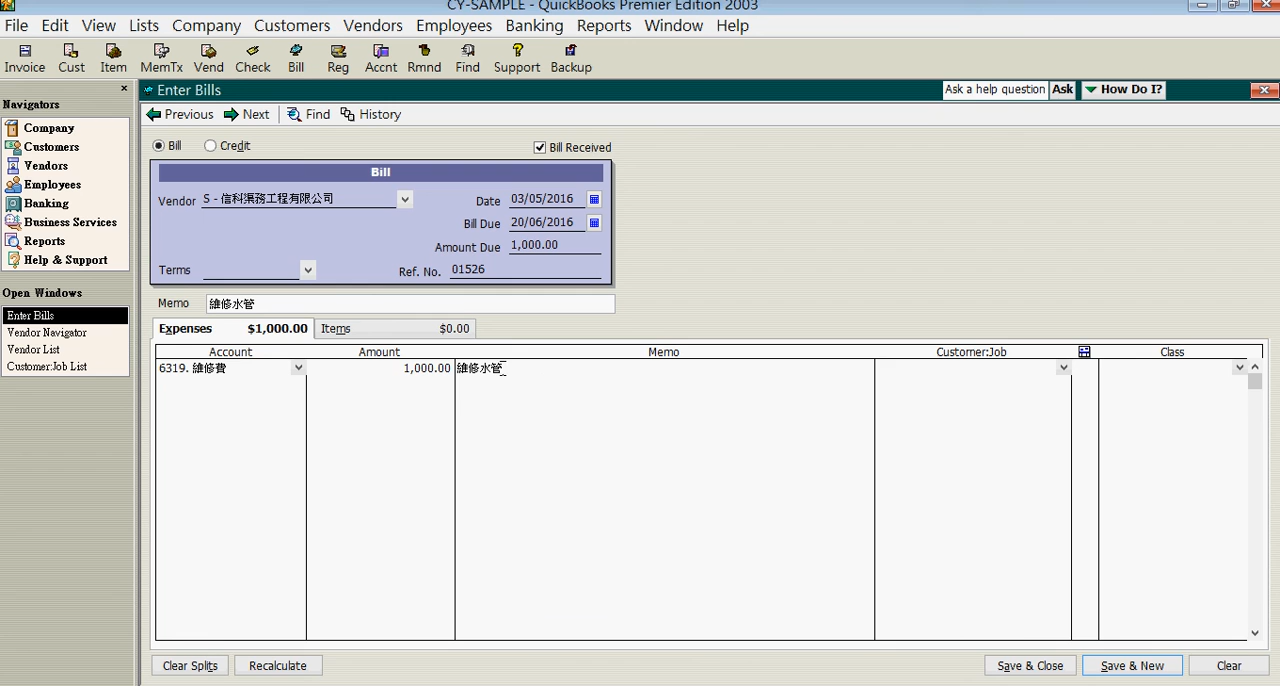 CY-SAMPLE - QuickBooks Premier Edition 2003
File Edit View Lists Company Customers Vendors Employees Banking Reports Window Help
Invoice Cust Item MemTx Vend Check Bill Reg Accnt Rmnd Find Support Backup
Navigators
Company
Customers
Vendors
Employees
Banking
Business Services
Reports
Help & Support
Open Windows
Enter Bills
Vendor Navigator
Vendor List
Customer:Job List
Enter Bills
Ask a help question Ask How Do I?
Previous Next Find History
Bill Credit Bill Received
Bill
Vendor S - 信科渠務工程有限公司
Date 03/05/2016
Bill Due 20/06/2016
Amount Due 1,000.00
Terms
Ref. No. 01526
Memo 維修水管
Expenses $1,000.00 Items $0.00
Account Amount Memo Customer:Job Class
6319. 維修費 1,000.00 維修水管
Clear Splits Recalculate Save & Close Save & New Clear